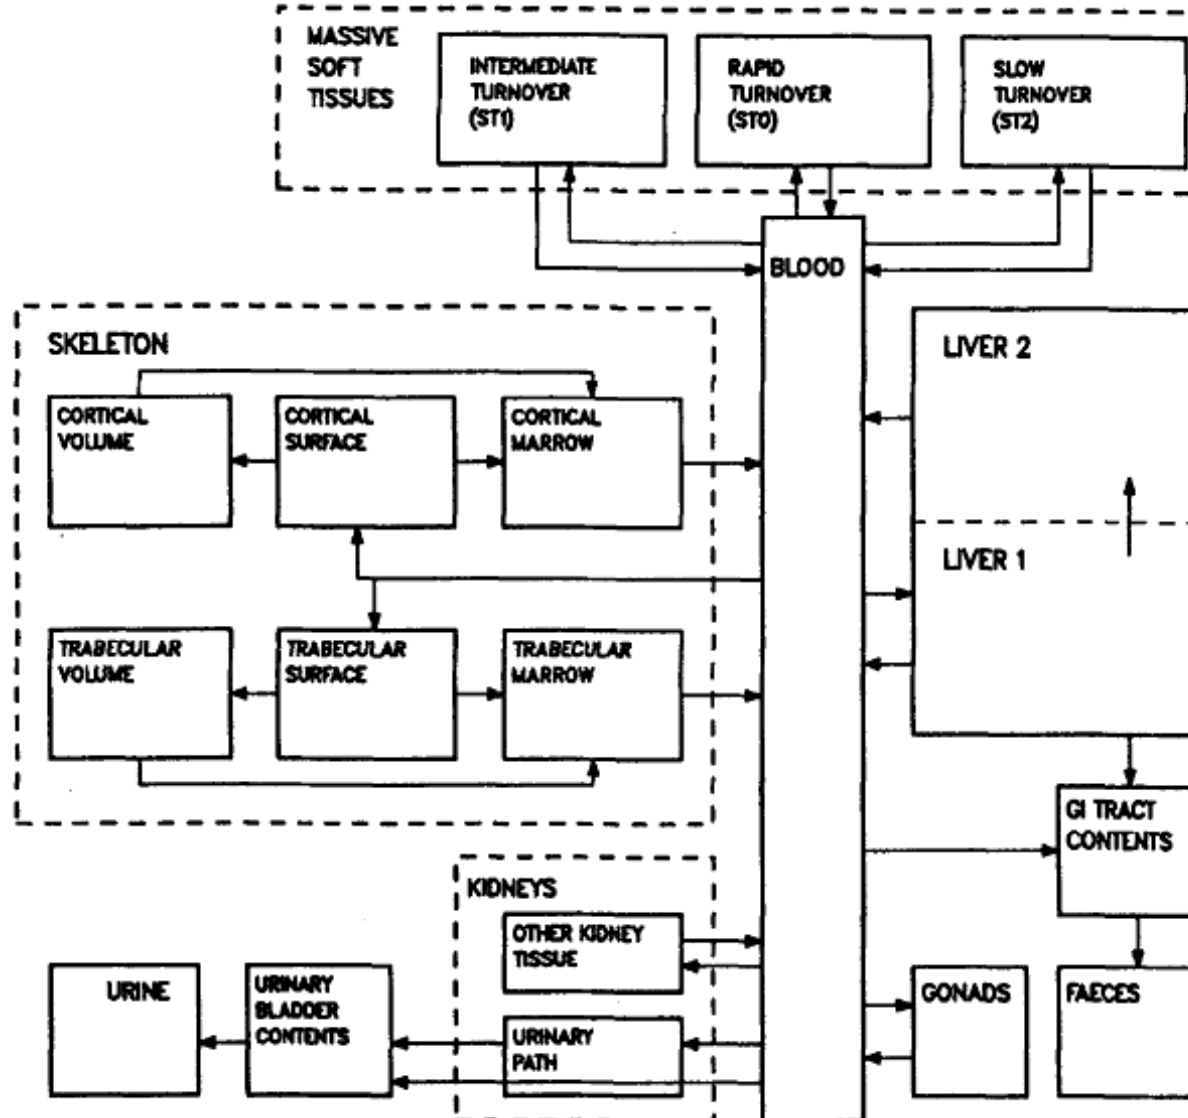 MASSIVE
SOFT
TISSUES
INTERMEDIATE
TURNOVER
(ST1)
RAPID
TURNOVER
(ST0)
SLOW
TURNOVER
(ST2)
BLOOD
SKELETON
CORTICAL
VOLUME
CORTICAL
SURFACE
CORTICAL
MARROW
TRABECULAR
VOLUME
TRABECULAR
SURFACE
TRABECULAR
MARROW
LIVER 2
LIVER 1
GI TRACT
CONTENTS
KIDNEYS
OTHER KIDNEY
TISSUE
URINARY
PATH
URINARY
BLADDER
CONTENTS
URINE
GONADS
FAECES